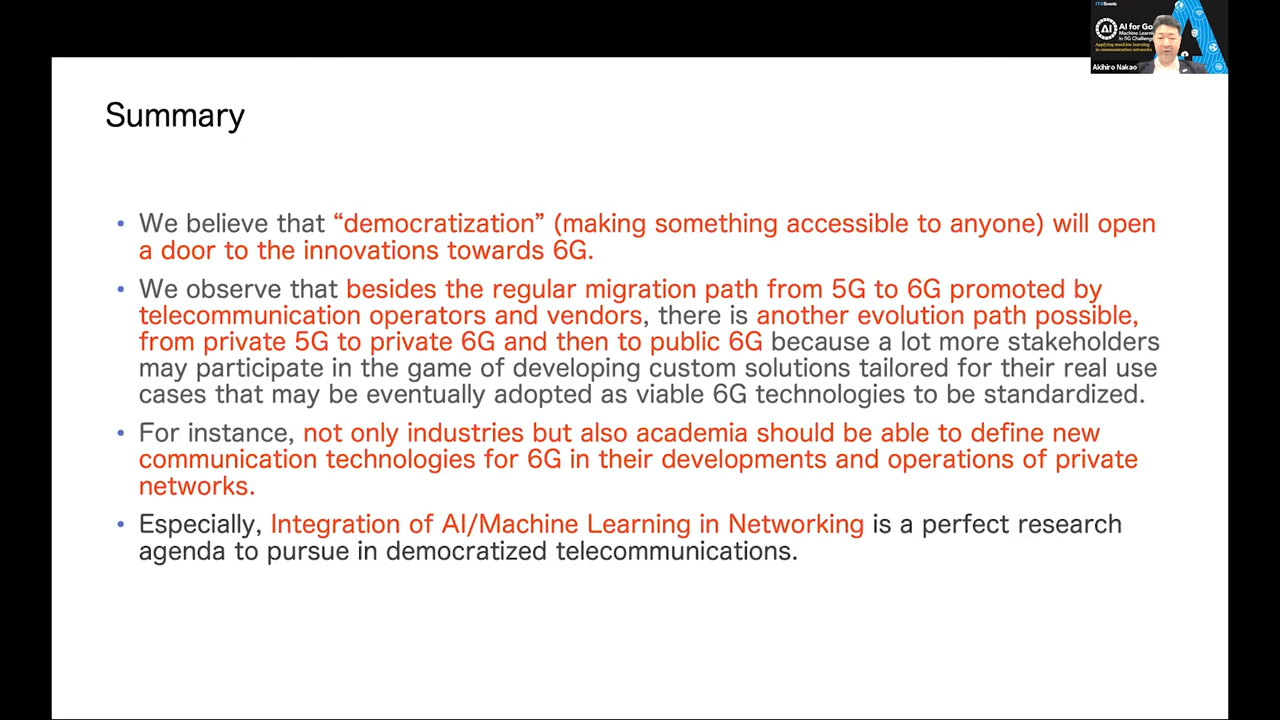 ITUEvents
AI for Go
Machine Learni
in 5G Challeng
Applying machine learning
in communication networks
AI
Akihiro Nakao
Summary
• We believe that “democratization” (making something accessible to anyone) will open
a door to the innovations towards 6G.
• We observe that besides the regular migration path from 5G to 6G promoted by
telecommunication operators and vendors, there is another evolution path possible,
from private 5G to private 6G and then to public 6G because a lot more stakeholders
may participate in the game of developing custom solutions tailored for their real use
cases that may be eventually adopted as viable 6G technologies to be standardized.
• For instance, not only industries but also academia should be able to define new
communication technologies for 6G in their developments and operations of private
networks.
• Especially, Integration of AI/Machine Learning in Networking is a perfect research
agenda to pursue in democratized telecommunications.